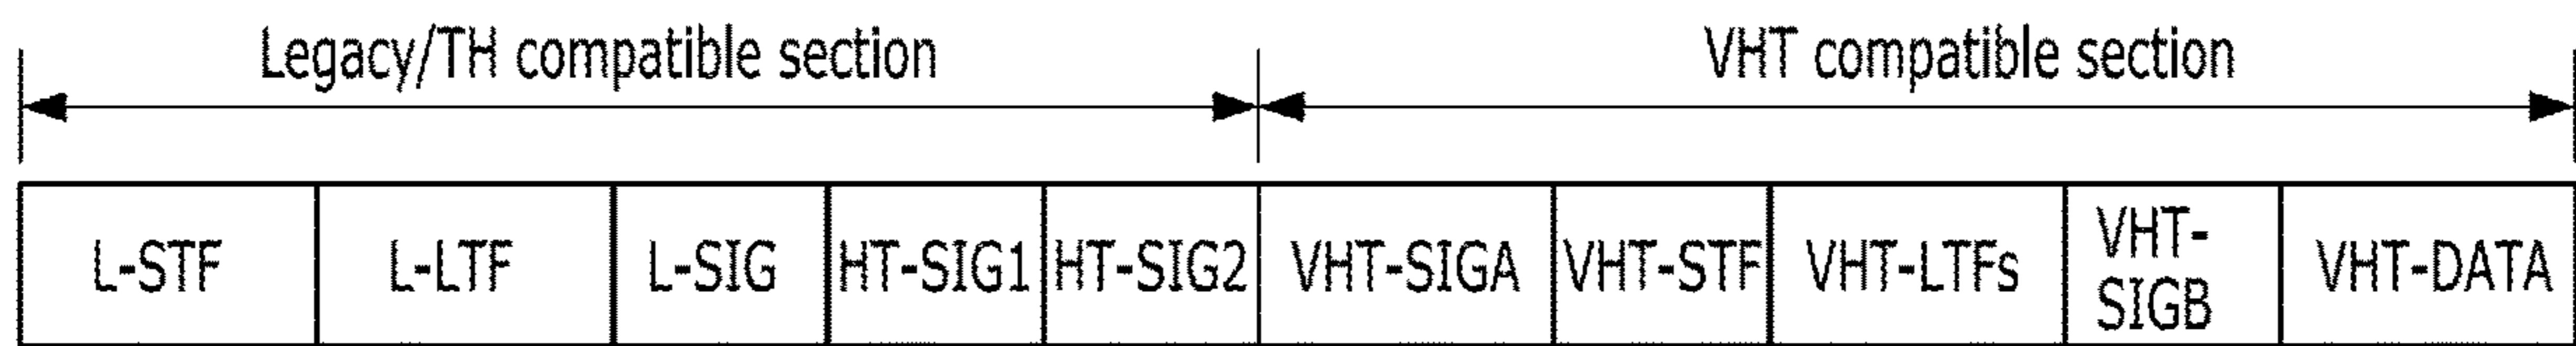 Legacy/TH compatible section VHT compatible section
L-STF L-LTF L-SIG HT-SIG1 HT-SIG2 VHT-SIGA VHT-STF VHT-LTFs VHT-
SIGB VHT-DATA